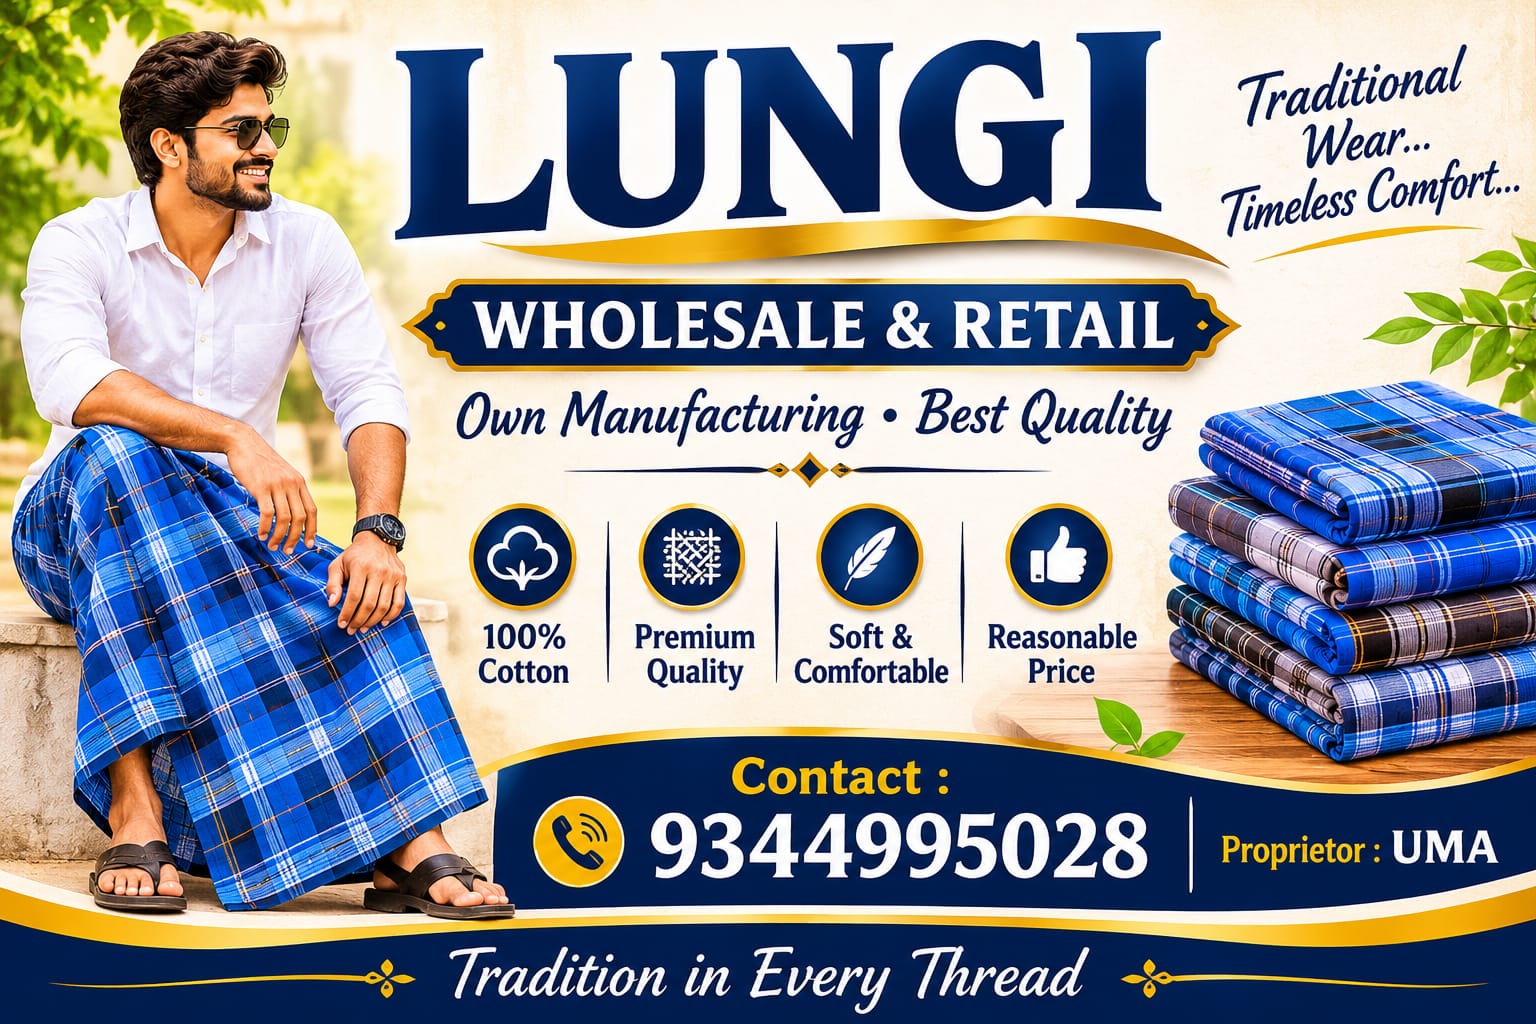 LUNGI
Traditional
Wear...
Timeless Comfort...
WHOLESALE & RETAIL
Own Manufacturing • Best Quality
100%
Cotton
Premium
Quality
Soft &
Comfortable
Reasonable
Price
Contact :
9344995028
Proprietor : UMA
Tradition in Every Thread